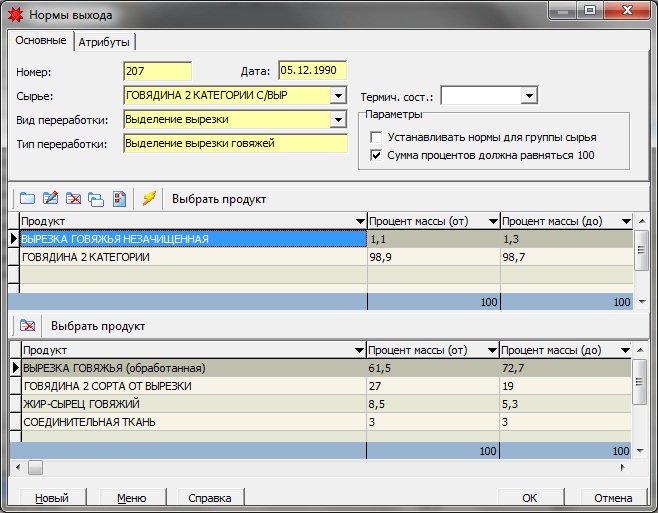 Нормы выхода
Основные Атрибуты
Номер: 207 Дата: 05.12.1990
Сырье: ГОВЯДИНА 2 КАТЕГОРИИ С/ВЫР Термич. сост.:
Вид переработки: Выделение вырезки Параметры
Устанавливать нормы для группы сырья
Тип переработки: Выделение вырезки говяжей Сумма процентов должна равняться 100
Выбрать продукт
Продукт Процент массы (от) Процент массы (до)
ВЫРЕЗКА ГОВЯЖЬЯ НЕЗАЧИЩЕННАЯ 1,1 1,3
ГОВЯДИНА 2 КАТЕГОРИИ 98,9 98,7
100 100
Выбрать продукт
Продукт Процент массы (от) Процент массы (до)
ВЫРЕЗКА ГОВЯЖЬЯ (обработанная) 61,5 72,7
ГОВЯДИНА 2 СОРТА ОТ ВЫРЕЗКИ 27 19
ЖИР-СЫРЕЦ ГОВЯЖИЙ 8,5 5,3
СОЕДИНИТЕЛЬНАЯ ТКАНЬ 3 3
100 100
Новый Меню Справка ОК Отмена